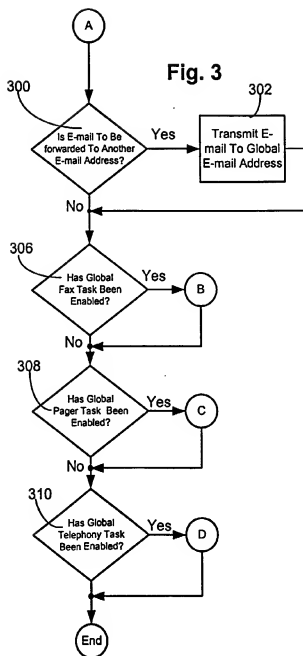 A
Fig. 3
300
302
Is E-mail To Be
forwarded To Another
E-mail Address?
Yes
Transmit E-
mail To Global
E-mail Address
No
306
Has Global
Fax Task Been
Enabled?
Yes
B
No
308
Has Global
Pager Task Been
Enabled?
Yes
C
No
310
Has Global
Telephony Task
Been Enabled?
Yes
D
End